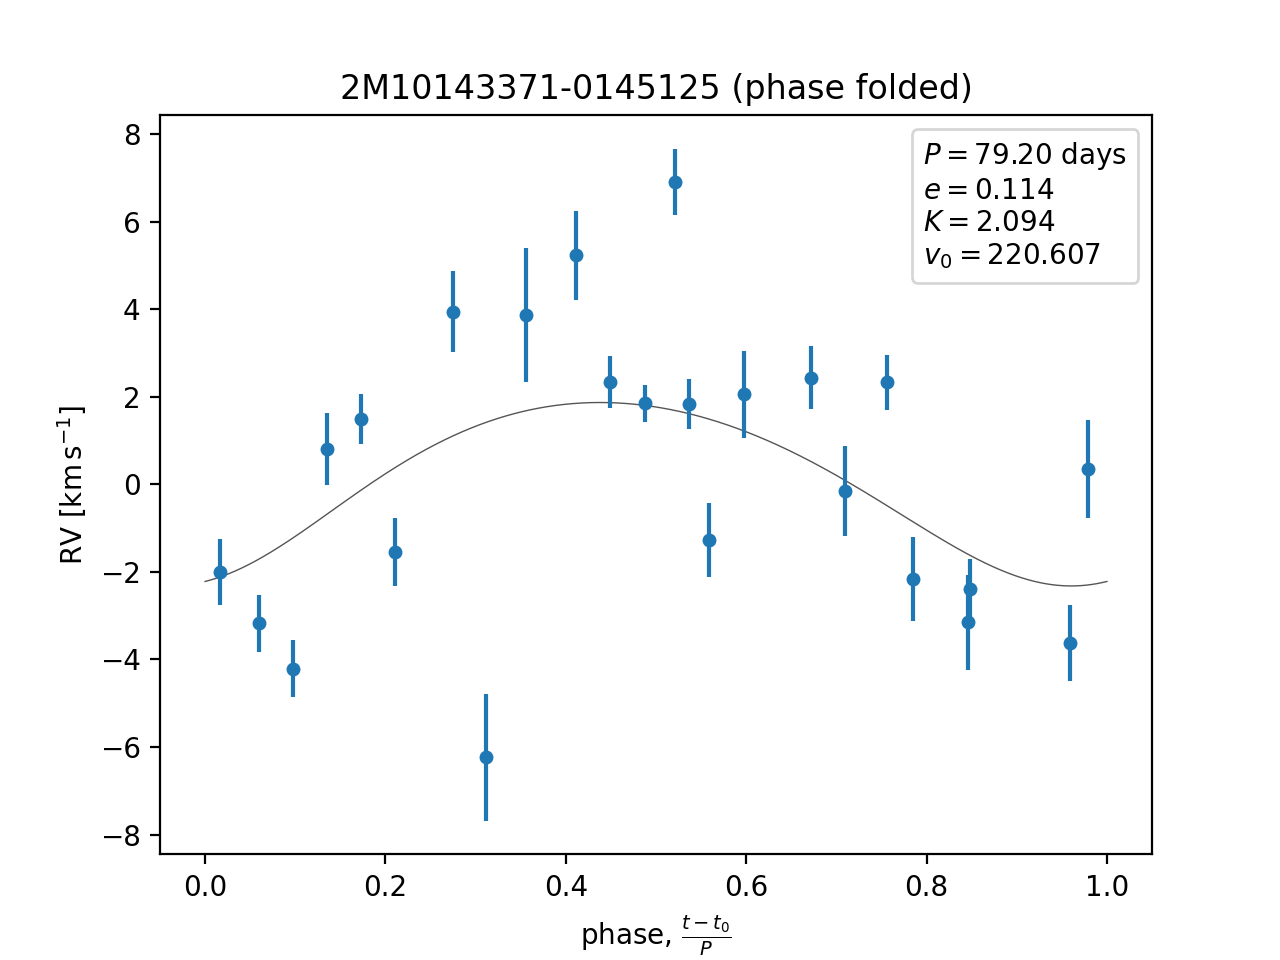 2M10143371-0145125 (phase folded)
P = 79.20 days
e = 0.114
K = 2.094
v₀ = 220.607
8
6
4
2
0
−2
−4
−6
−8
RV [km s⁻¹]
0.0 0.2 0.4 0.6 0.8 1.0
phase, (t − t₀)/P